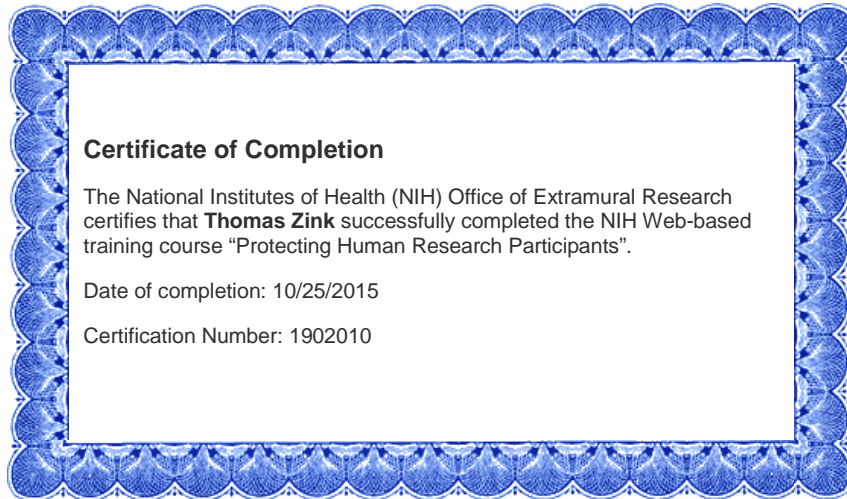 Certificate of Completion
The National Institutes of Health (NIH) Office of Extramural Research
certifies that Thomas Zink successfully completed the NIH Web-based
training course “Protecting Human Research Participants”.
Date of completion: 10/25/2015
Certification Number: 1902010